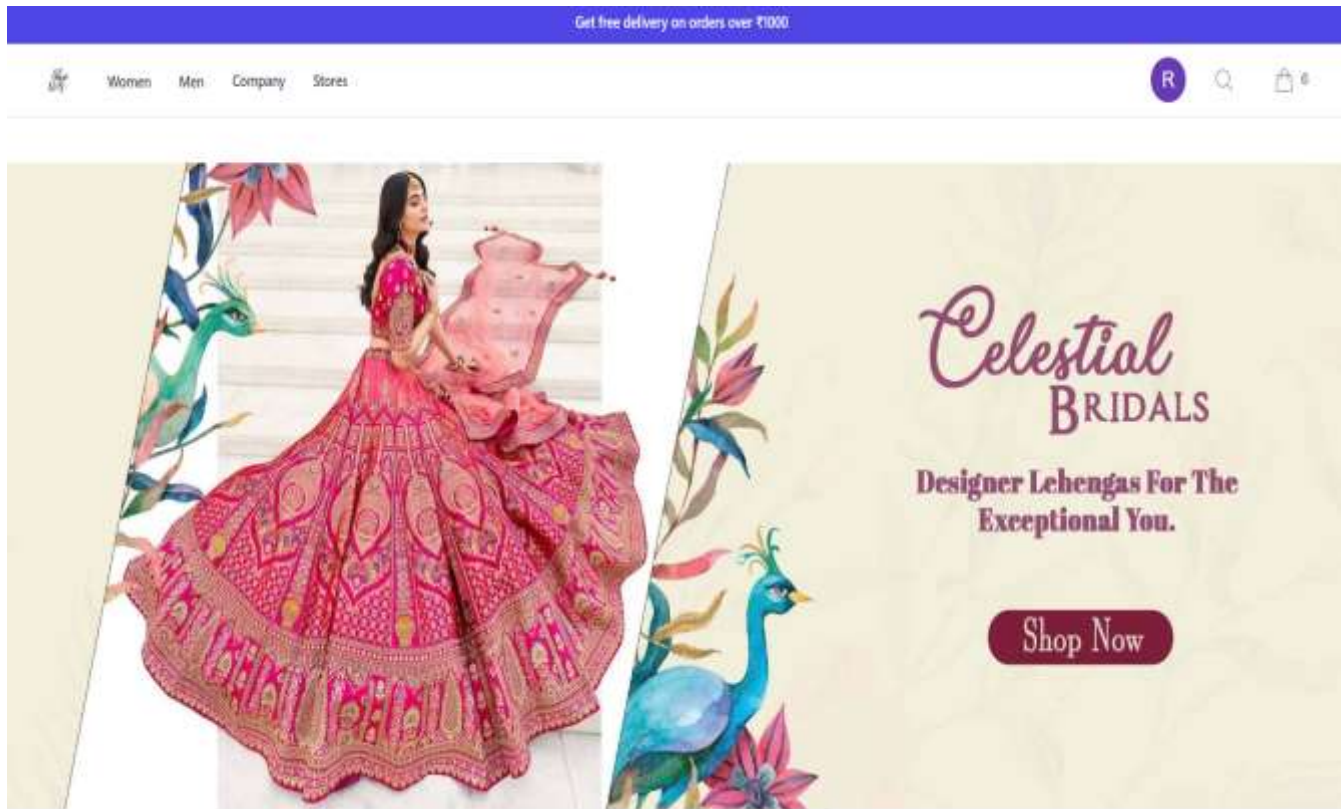 Get free delivery on orders over ₹1000
Women Men Company Stores R
Celestial
BRIDALS
Designer Lehengas For The
Exceptional You.
Shop Now